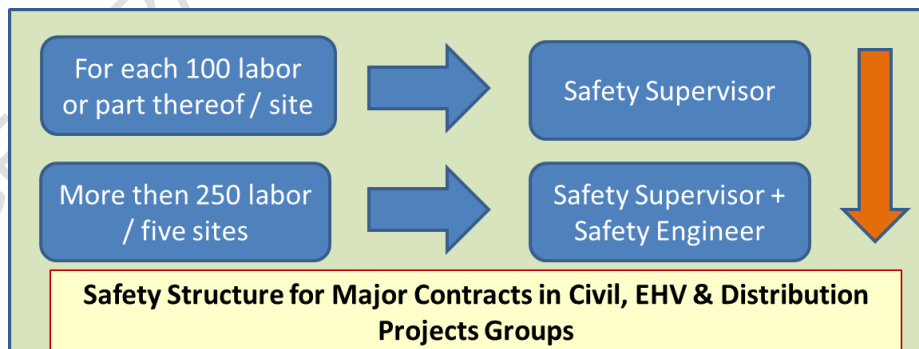 For each 100 labor
or part thereof / site
Safety Supervisor
More then 250 labor
/ five sites
Safety Supervisor +
Safety Engineer
Safety Structure for Major Contracts in Civil, EHV & Distribution
Projects Groups